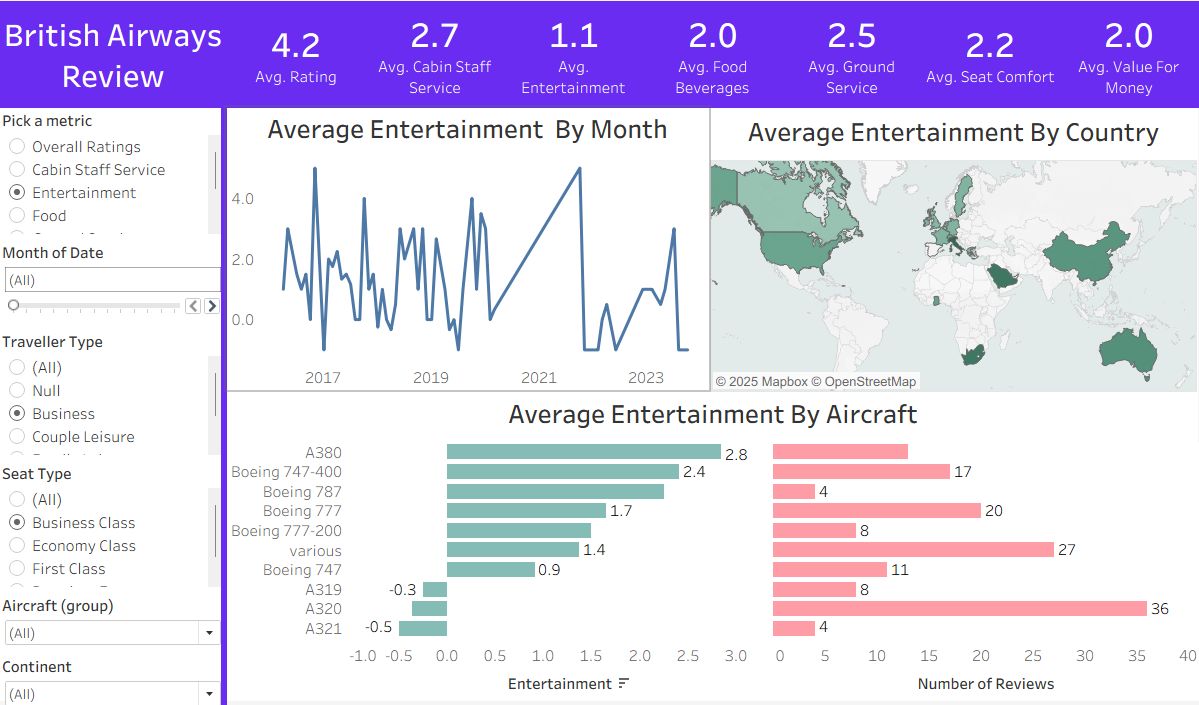 British Airways
Review
4.2
Avg. Rating
2.7
Avg. Cabin Staff
Service
1.1
Avg.
Entertainment
2.0
Avg. Food
Beverages
2.5
Avg. Ground
Service
2.2
Avg. Seat Comfort
2.0
Avg. Value For
Money
Pick a metric
Overall Ratings
Cabin Staff Service
Entertainment
Food
Month of Date
(All)
Traveller Type
(All)
Null
Business
Couple Leisure
Seat Type
(All)
Business Class
Economy Class
First Class
Aircraft (group)
(All)
Continent
(All)
Average Entertainment By Month
4.0
2.0
0.0
2017 2019 2021 2023
Average Entertainment By Country
© 2025 Mapbox © OpenStreetMap
Average Entertainment By Aircraft
A380 2.8
Boeing 747-400 2.4 17
Boeing 787 4
Boeing 777 1.7 20
Boeing 777-200 8
various 1.4 27
Boeing 747 0.9 11
A319 -0.3 8
A320 36
A321 -0.5 4
-1.0 -0.5 0.0 0.5 1.0 1.5 2.0 2.5 3.0 0 5 10 15 20 25 30 35 40
Entertainment Number of Reviews